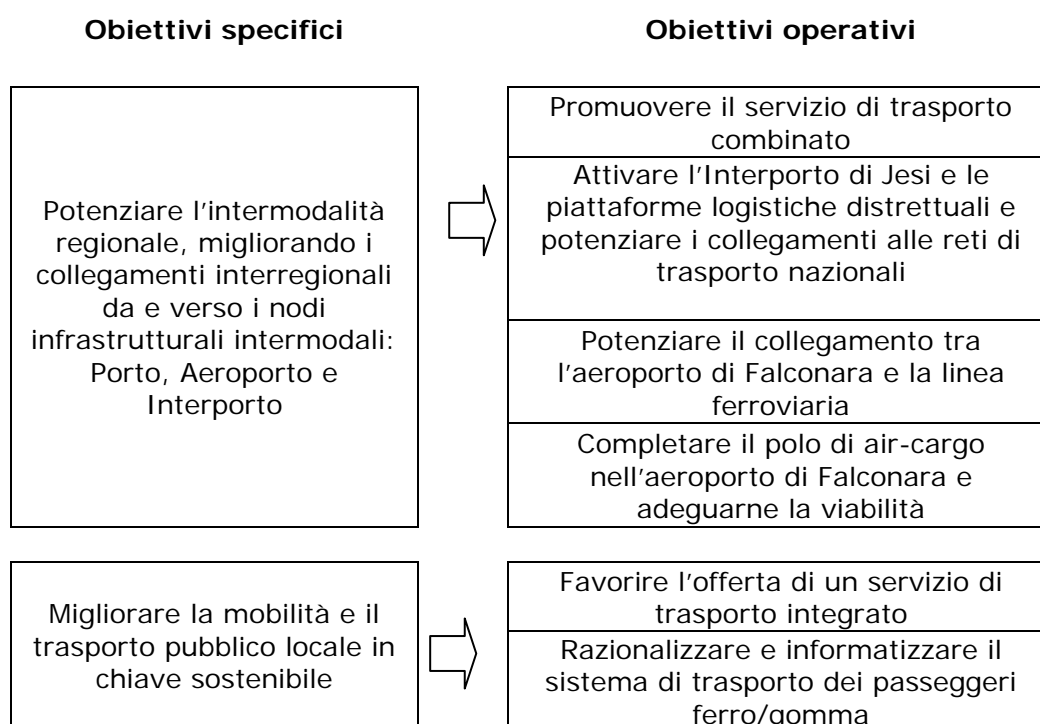 Obiettivi specifici
Obiettivi operativi
Potenziare l’intermodalità
regionale, migliorando i
collegamenti interregionali
da e verso i nodi
infrastrutturali intermodali:
Porto, Aeroporto e
Interporto
Promuovere il servizio di trasporto
combinato
Attivare l’Interporto di Jesi e le
piattaforme logistiche distrettuali e
potenziare i collegamenti alle reti di
trasporto nazionali
Potenziare il collegamento tra
l’aeroporto di Falconara e la linea
ferroviaria
Completare il polo di air-cargo
nell’aeroporto di Falconara e
adeguarne la viabilità
Migliorare la mobilità e il
trasporto pubblico locale in
chiave sostenibile
Favorire l’offerta di un servizio di
trasporto integrato
Razionalizzare e informatizzare il
sistema di trasporto dei passeggeri
ferro/gomma